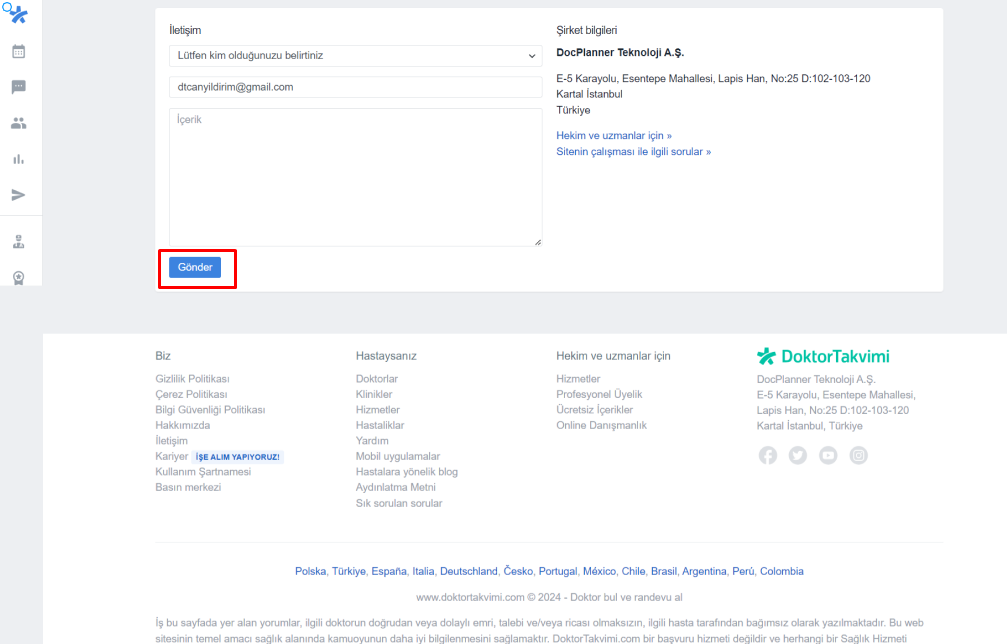 İletişim
Lütfen kim olduğunuzu belirtiniz
dtcanyildirim@gmail.com
İçerik
Gönder
Şirket bilgileri
DocPlanner Teknoloji A.Ş.
E-5 Karayolu, Esentepe Mahallesi, Lapis Han, No:25 D:102-103-120
Kartal İstanbul
Türkiye
Hekim ve uzmanlar için »
Sitenin çalışması ile ilgili sorular »
Biz
Gizlilik Politikası
Çerez Politikası
Bilgi Güvenliği Politikası
Hakkımızda
İletişim
Kariyer İŞE ALIM YAPIYORUZ!
Kullanım Şartnamesi
Basın merkezi
Hastaysanız
Doktorlar
Klinikler
Hizmetler
Hastalıklar
Yardım
Mobil uygulamalar
Hastalara yönelik blog
Aydınlatma Metni
Sık sorulan sorular
Hekim ve uzmanlar için
Hizmetler
Profesyonel Üyelik
Ücretsiz İçerikler
Online Danışmanlık
DoktorTakvimi
DocPlanner Teknoloji A.Ş.
E-5 Karayolu, Esentepe Mahallesi,
Lapis Han, No:25 D:102-103-120
Kartal İstanbul, Türkiye
Polska, Türkiye, España, Italia, Deutschland, Česko, Portugal, México, Chile, Brasil, Argentina, Perú, Colombia
www.doktortakvimi.com © 2024 - Doktor bul ve randevu al
İş bu sayfada yer alan yorumlar, ilgili doktorun doğrudan veya dolaylı emri, talebi ve/veya ricası olmaksızın, ilgili hasta tarafından bağımsız olarak yazılmaktadır. Bu web
sitesinin temel amacı sağlık alanında kamuoyunun daha iyi bilgilenmesini sağlamaktır. DoktorTakvimi.com bir başvuru hizmeti değildir ve herhangi bir Sağlık Hizmeti